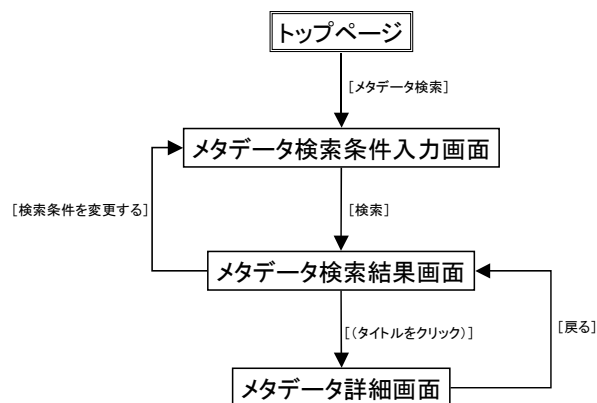 トップページ
[メタデータ検索]
メタデータ検索条件入力画面
[検索条件を変更する]
[検索]
メタデータ検索結果画面
[(タイトルをクリック)]
[戻る]
メタデータ詳細画面